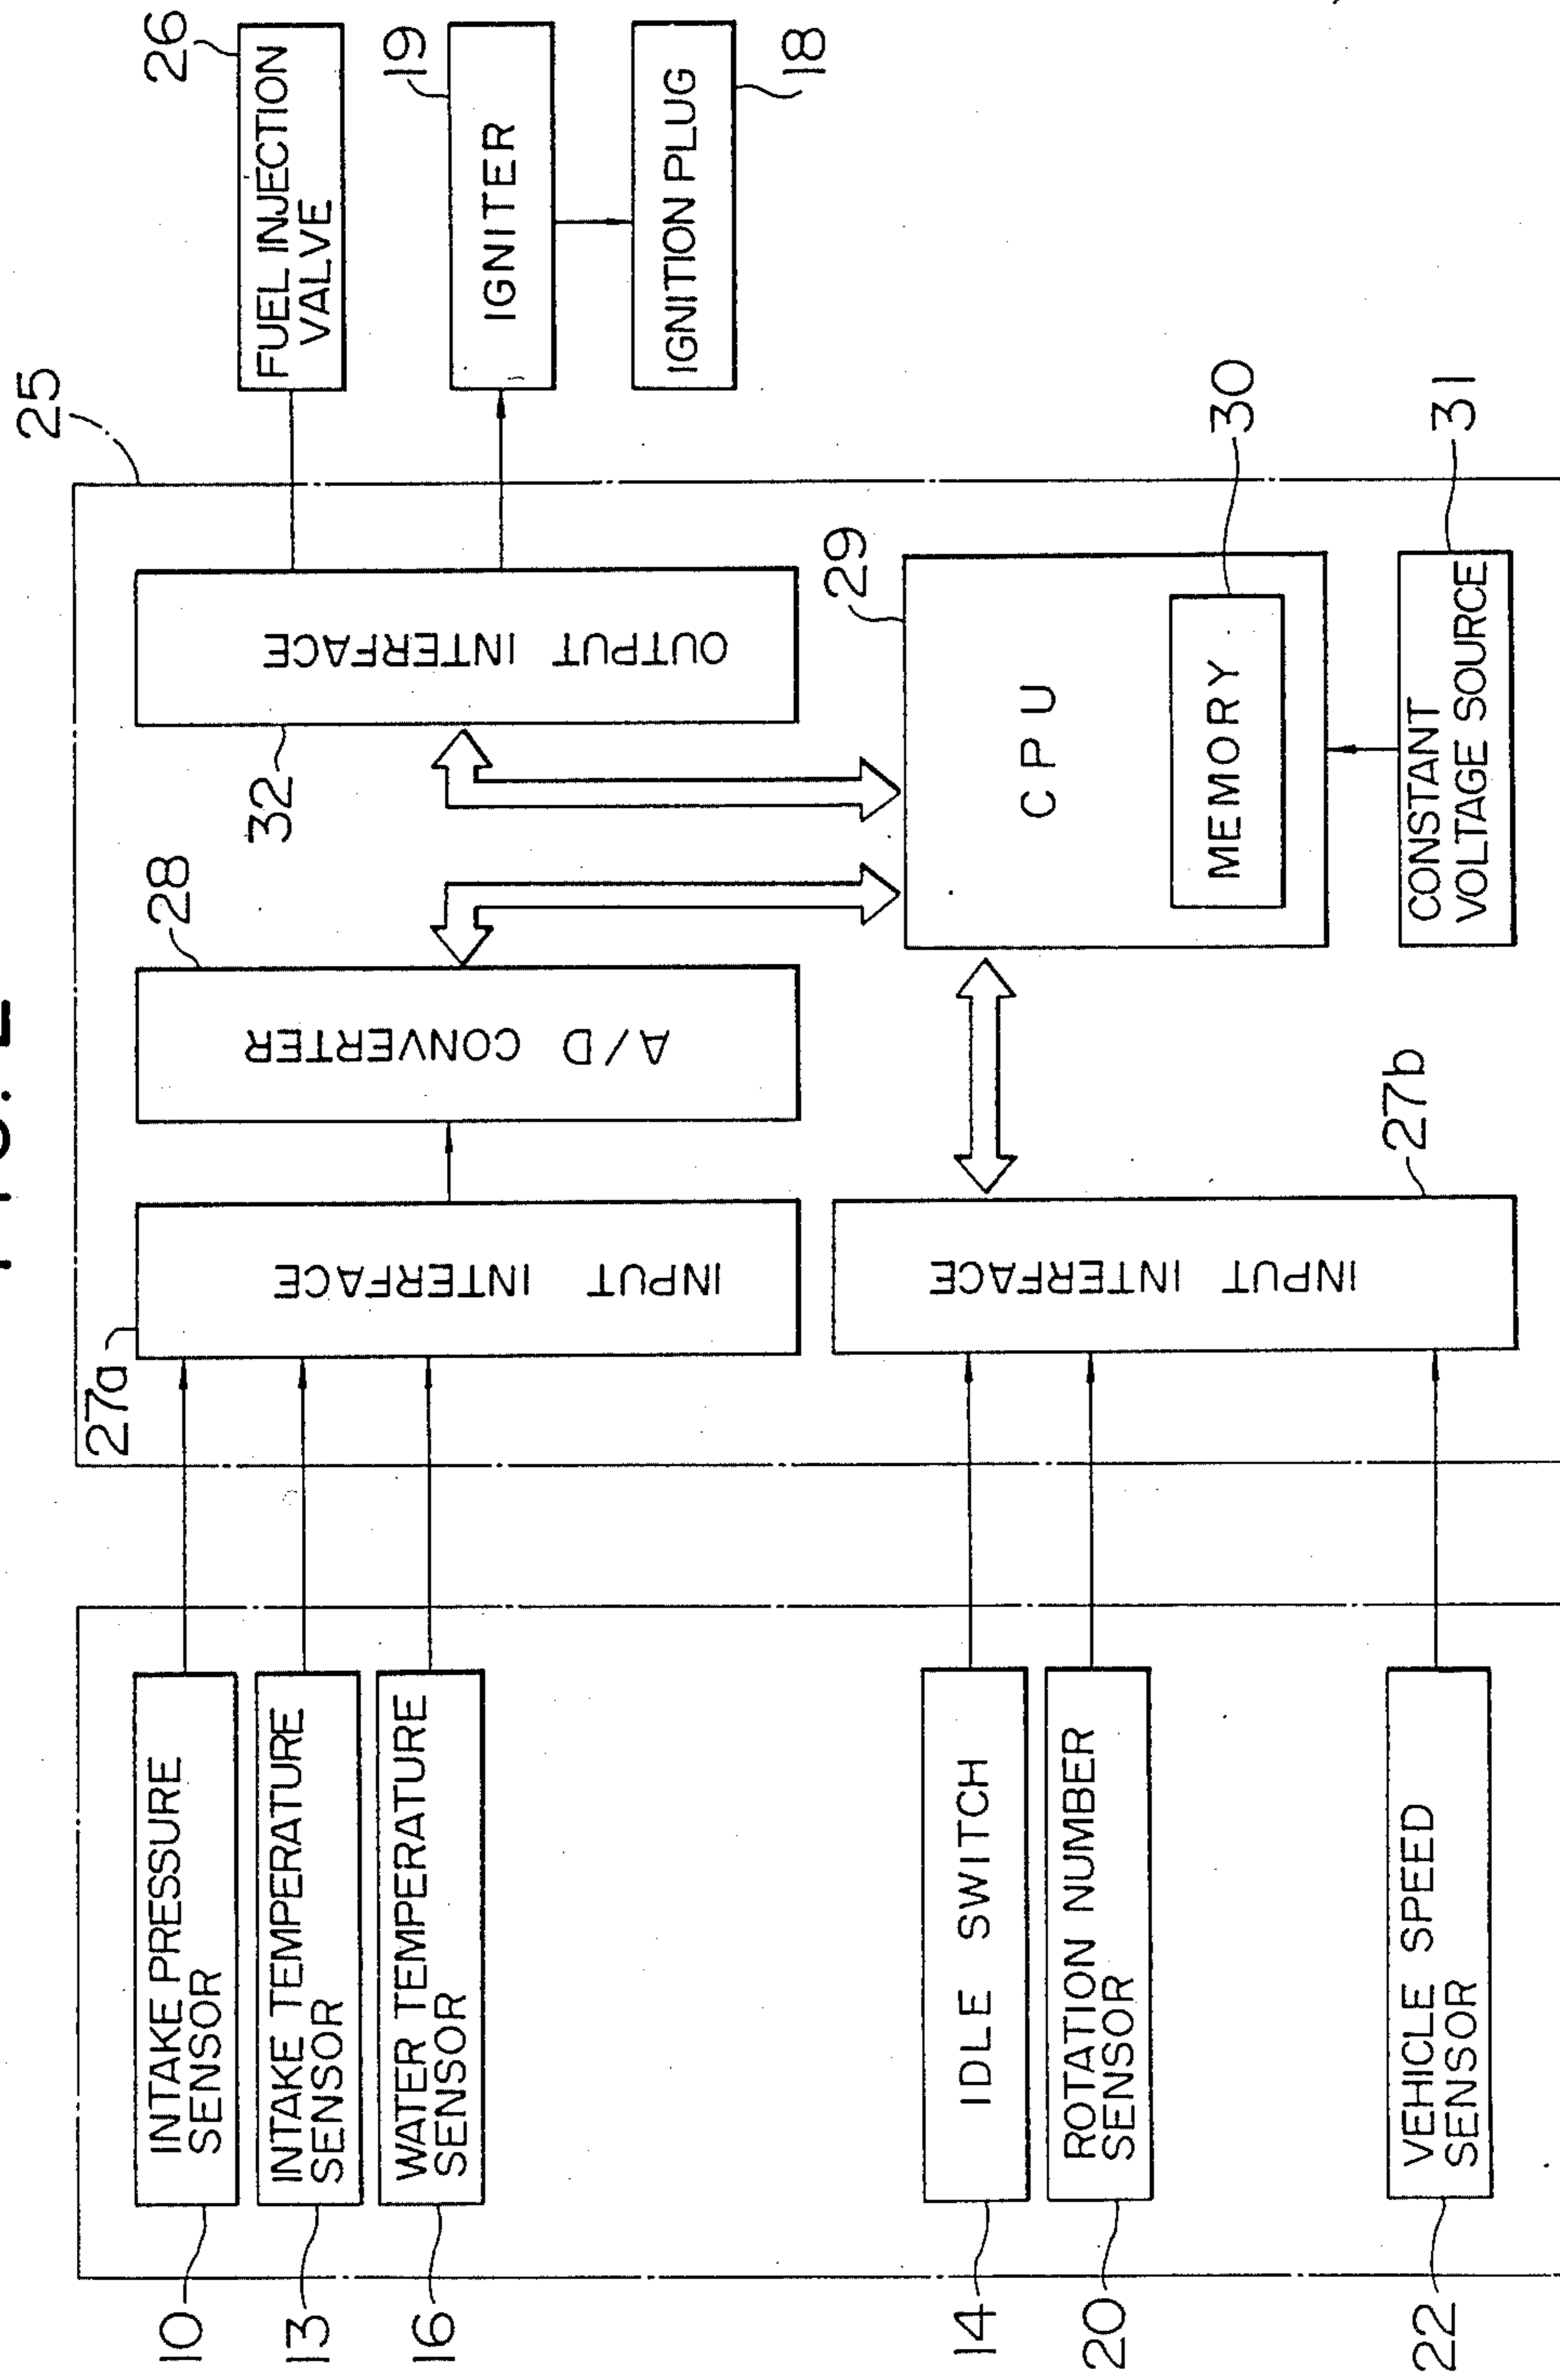 FIG. 2
10
INTAKE PRESSURE
SENSOR
13
INTAKE TEMPERATURE
SENSOR
16
WATER TEMPERATURE
SENSOR
14
IDLE SWITCH
20
ROTATION NUMBER
SENSOR
22
VEHICLE SPEED
SENSOR
25
27a
INPUT INTERFACE
28
A/D CONVERTER
32
OUTPUT INTERFACE
27b
INPUT INTERFACE
29
CPU
30
MEMORY
31
CONSTANT
VOLTAGE SOURCE
26
FUEL INJECTION
VALVE
19
IGNITER
IGNITION PLUG
18